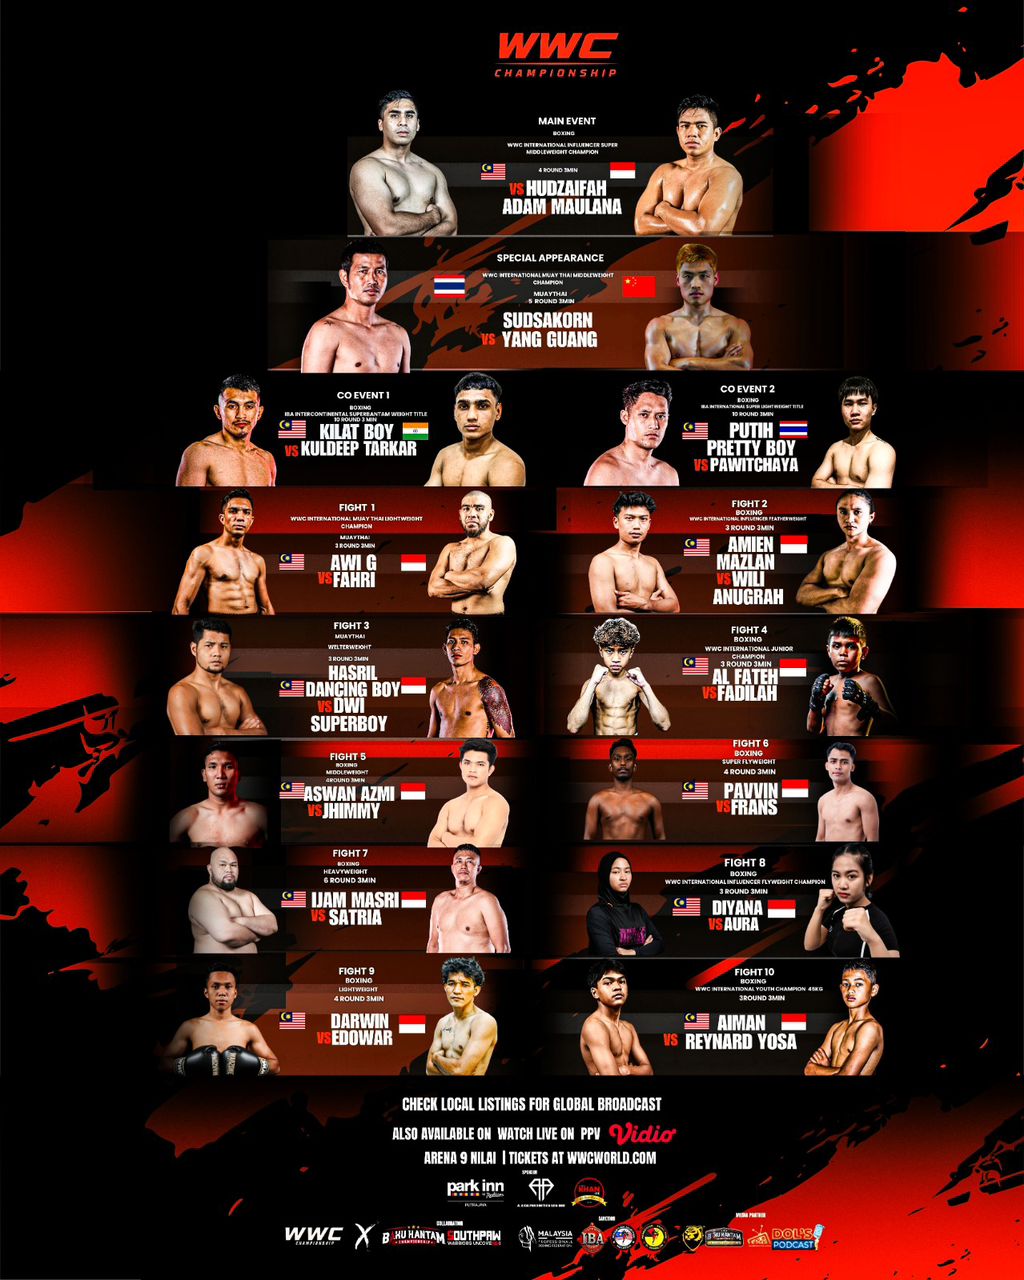 WWC
CHAMPIONSHIP
MAIN EVENT
BOXING
WWC INTERNATIONAL INFLUENCER SUPER
MIDDLEWEIGHT CHAMPION
4 ROUND 3MIN
VS HUDZAIFAH
ADAM MAULANA
SPECIAL APPEARANCE
WWC INTERNATIONAL MUAY THAI MIDDLEWEIGHT
CHAMPION
MUAYTHAI
5 ROUND 3MIN
SUDSAKORN
VS YANG GUANG
CO EVENT 1
BOXING
IBA INTERCONTINENTAL SUPERBANTAM WEIGHT TITLE
10 ROUND 3 MIN
KILAT BOY
VS KULDEEP TARKAR
CO EVENT 2
BOXING
IBA INTERNATIONAL SUPER LIGHTWEIGHT TITLE
10 ROUND 3MIN
PUTIH
PRETTY BOY
VS PAWITCHAYA
FIGHT 1
WWC INTERNATIONAL MUAY THAI LIGHTWEIGHT
CHAMPION
MUAYTHAI
3 ROUND 3MIN
AWI G
VS FAHRI
FIGHT 2
BOXING
WWC INTERNATIONAL INFLUENCER FEATHERWEIGHT
3 ROUND 3MIN
AMIEN
MAZLAN
VS WILI
ANUGRAH
FIGHT 3
MUAYTHAI
WELTERWEIGHT
3 ROUND 3MIN
HASRIL
DANCING BOY
VS DWI
SUPERBOY
FIGHT 4
BOXING
WWC INTERNATIONAL JUNIOR
CHAMPION
3 ROUND 3MIN
AL FATEH
VS FADILAH
FIGHT 5
BOXING
MIDDLEWEIGHT
4ROUND 3MIN
ASWAN AZMI
VS JHIMMY
FIGHT 6
BOXING
SUPER FLYWEIGHT
4 ROUND 3MIN
PAVVIN
VS FRANS
FIGHT 7
BOXING
HEAVYWEIGHT
6 ROUND 3MIN
IJAM MASRI
VS SATRIA
FIGHT 8
BOXING
WWC INTERNATIONAL INFLUENCER FLYWEIGHT CHAMPION
3 ROUND 3MIN
DIYANA
VS AURA
FIGHT 9
BOXING
LIGHTWEIGHT
4 ROUND 3MIN
DARWIN
VS EDOWAR
FIGHT 10
BOXING
WWC INTERNATIONAL YOUTH CHAMPION 45KG
3ROUND 3MIN
AIMAN
VS REYNARD YOSA
CHECK LOCAL LISTINGS FOR GLOBAL BROADCAST
ALSO AVAILABLE ON WATCH LIVE ON PPV Vidio
ARENA 9 NILAI | TICKETS AT WWCWORLD.COM
park inn
by Radisson
PUTRAJAYA
KHAN
COLLABORATING
SANCTION
MEDIA PARTNER
WWC
CHAMPIONSHIP
X
SOUTHPAW
MALAYSIA
IBA
DOL'S
PODCAST